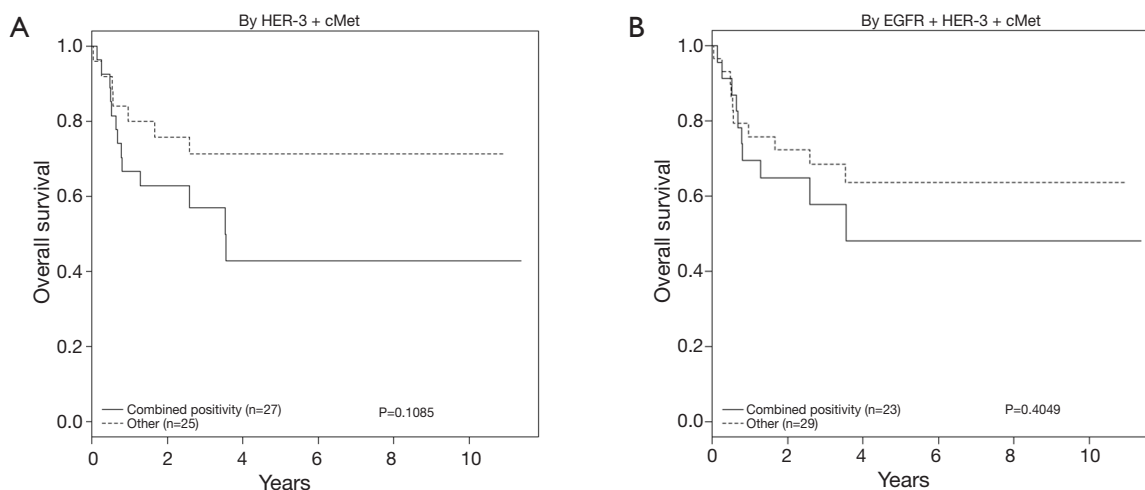 A
By HER-3 + cMet
Overall survival
1.0
0.8
0.6
0.4
0.2
0.0
Combined positivity (n=27)
Other (n=25)
P=0.1085
0 2 4 6 8 10
Years
B
By EGFR + HER-3 + cMet
Overall survival
1.0
0.8
0.6
0.4
0.2
0.0
Combined positivity (n=23)
Other (n=29)
P=0.4049
0 2 4 6 8 10
Years